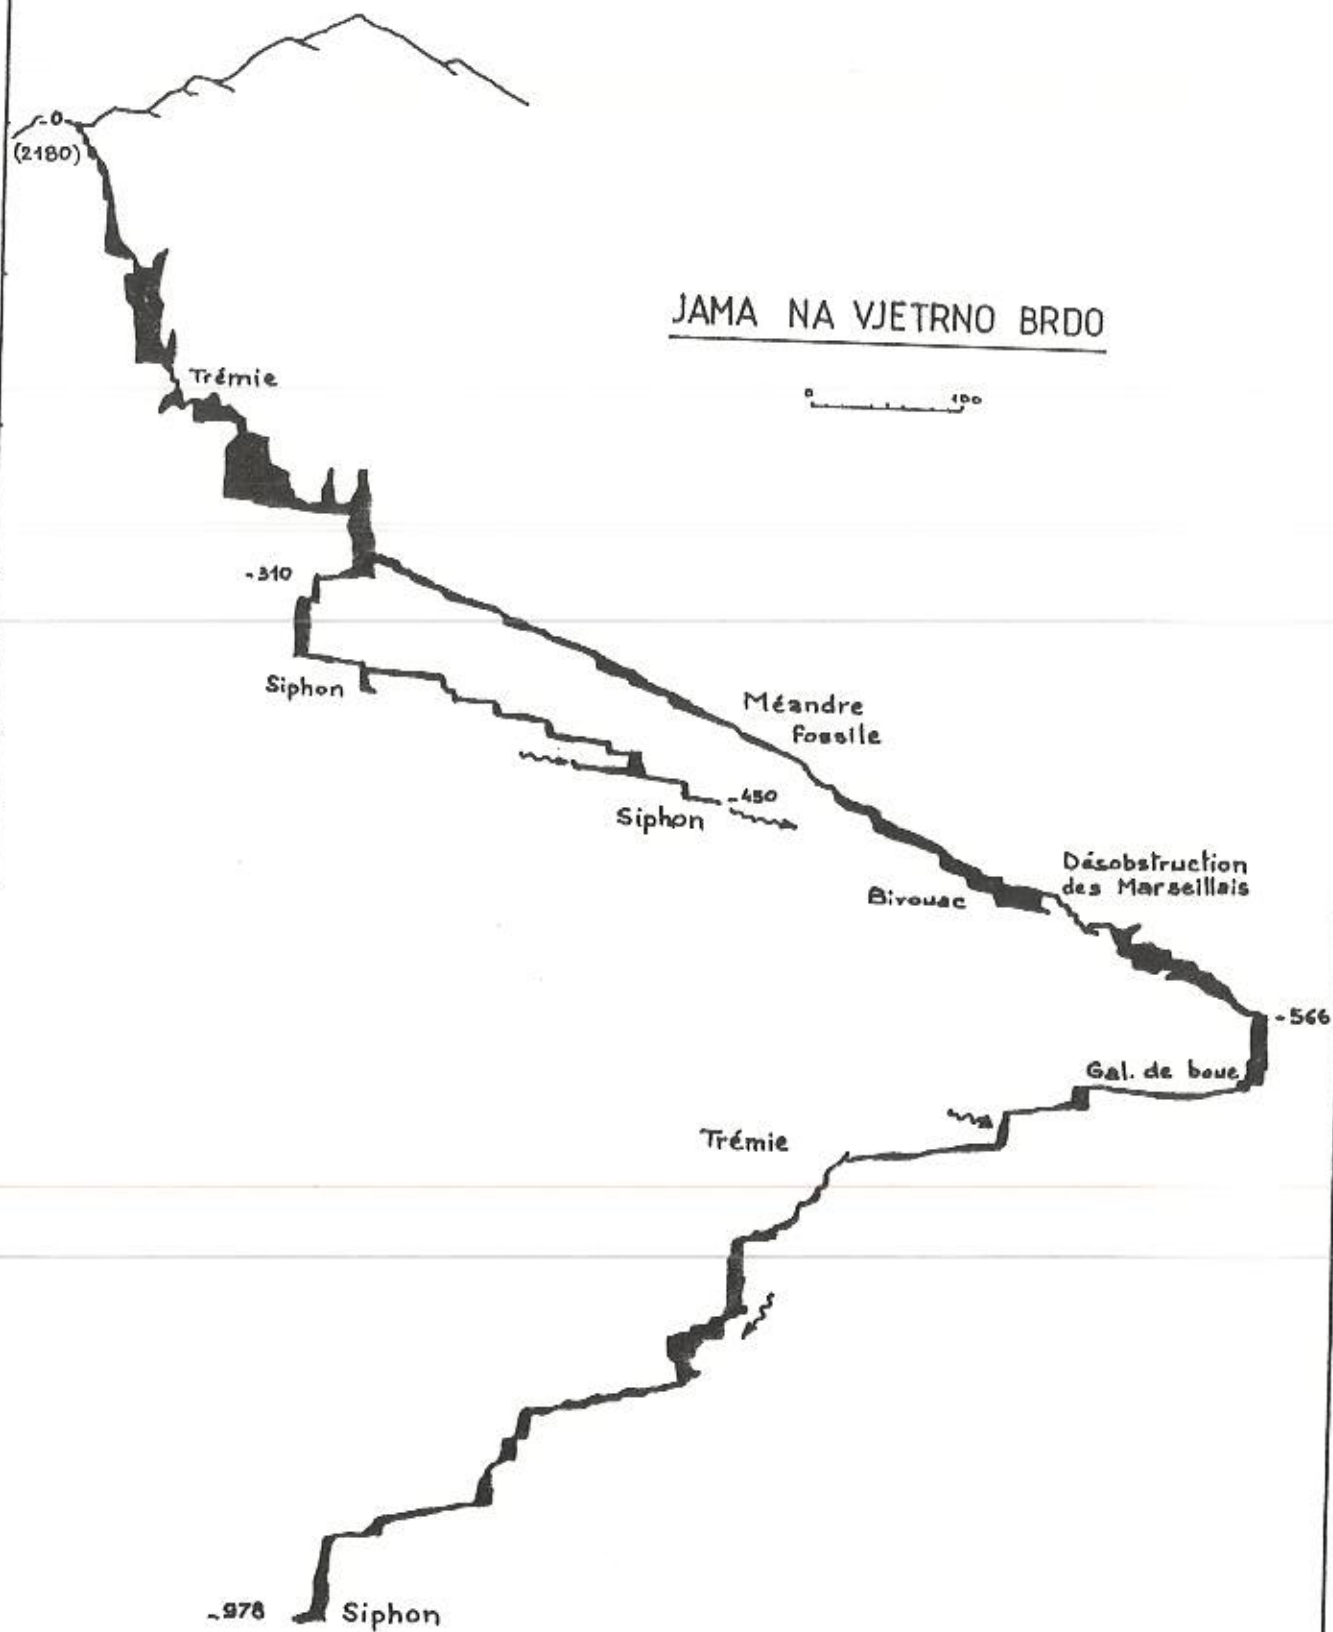 -0-
(2180)
JAMA NA VJETRNO BRDO
0 100
Trémie
-310
Siphon
Méandre
fossile
-450
Siphon
Désobstruction
des Marseillais
Bivouac
-566
Gal. de boue
Trémie
-978
Siphon